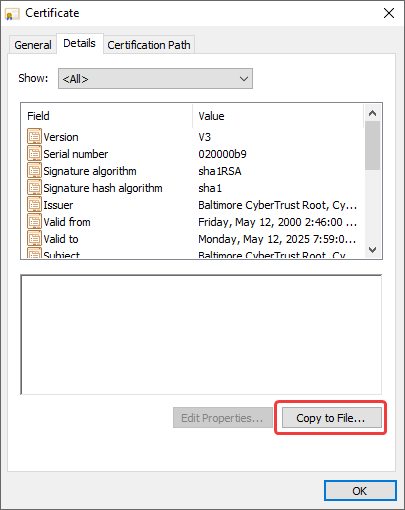 Certificate
General Details Certification Path
Show: <All>
Field Value
Version V3
Serial number 020000b9
Signature algorithm sha1RSA
Signature hash algorithm sha1
Issuer Baltimore CyberTrust Root, Cy...
Valid from Friday, May 12, 2000 2:46:00 ...
Valid to Monday, May 12, 2025 7:59:0...
Subject Baltimore CyberTrust Root, Cy...
Edit Properties... Copy to File...
OK